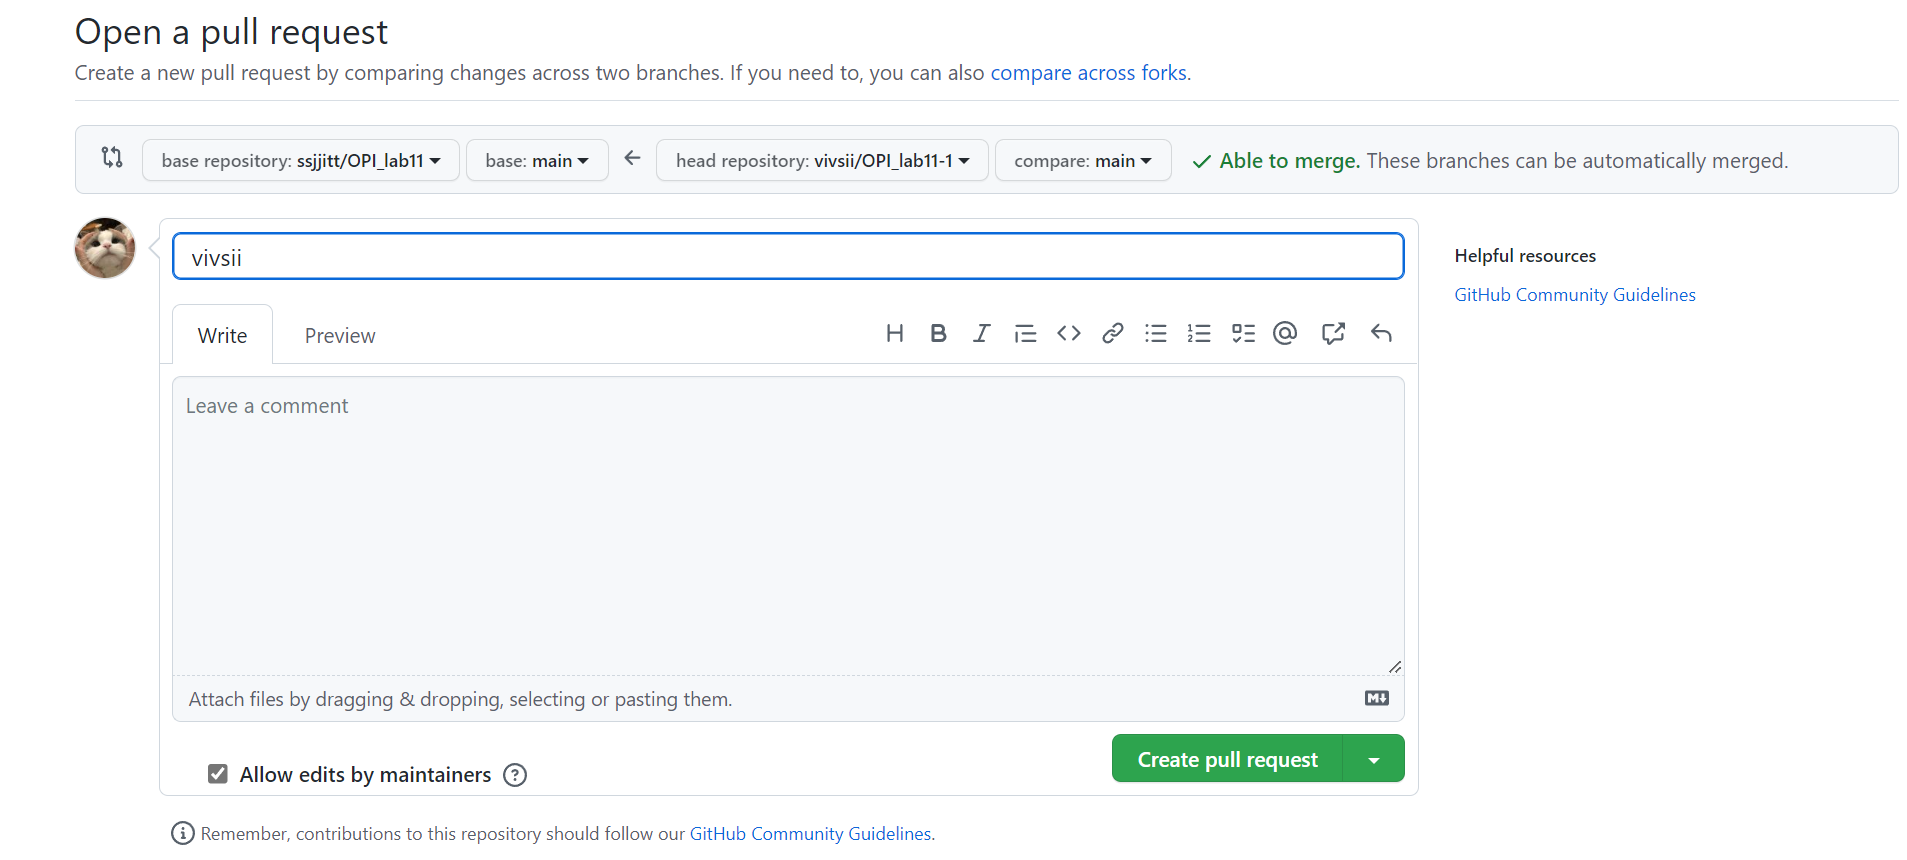 Open a pull request
Create a new pull request by comparing changes across two branches. If you need to, you can also compare across forks.
base repository: ssjjitt/OPI_lab11 base: main head repository: vivsii/OPI_lab11-1 compare: main Able to merge. These branches can be automatically merged.
vivsii
Helpful resources
GitHub Community Guidelines
Write Preview
Leave a comment
Attach files by dragging & dropping, selecting or pasting them.
Allow edits by maintainers
Create pull request
Remember, contributions to this repository should follow our GitHub Community Guidelines.